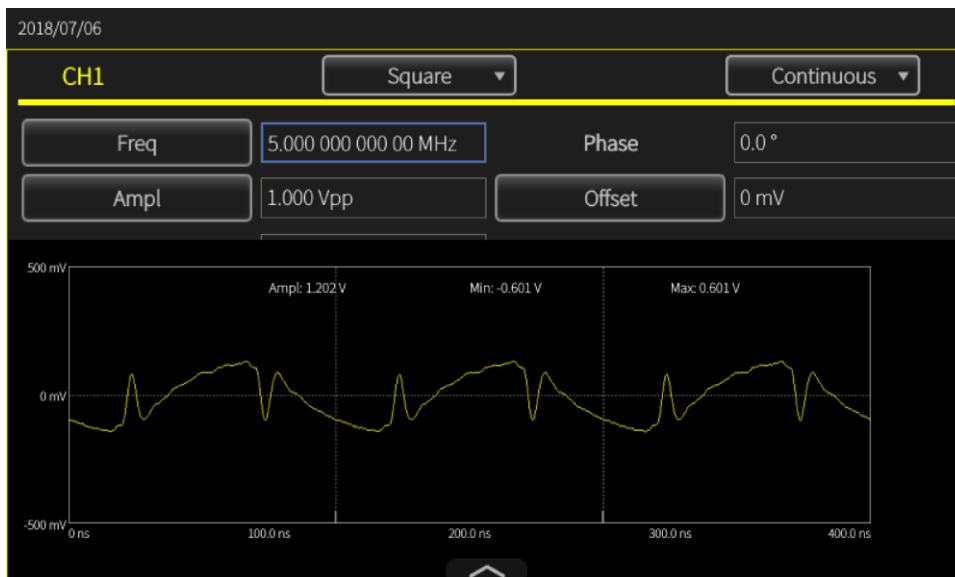 2018/07/06
CH1 Square Continuous
Freq 5.000 000 000 00 MHz Phase 0.0 °
Ampl 1.000 Vpp Offset 0 mV
500 mV
Ampl: 1.202 V Min: -0.601 V Max: 0.601 V
0 mV
-500 mV
0 ns 100.0 ns 200.0 ns 300.0 ns 400.0 ns